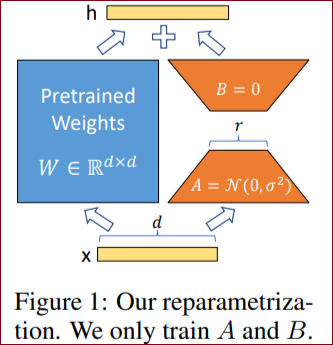 h
Pretrained
Weights
W ∈ ℝ^{d×d}
B = 0
r
A = 𝒩(0, σ²)
d
x
Figure 1: Our reparametriza-
tion. We only train A and B.